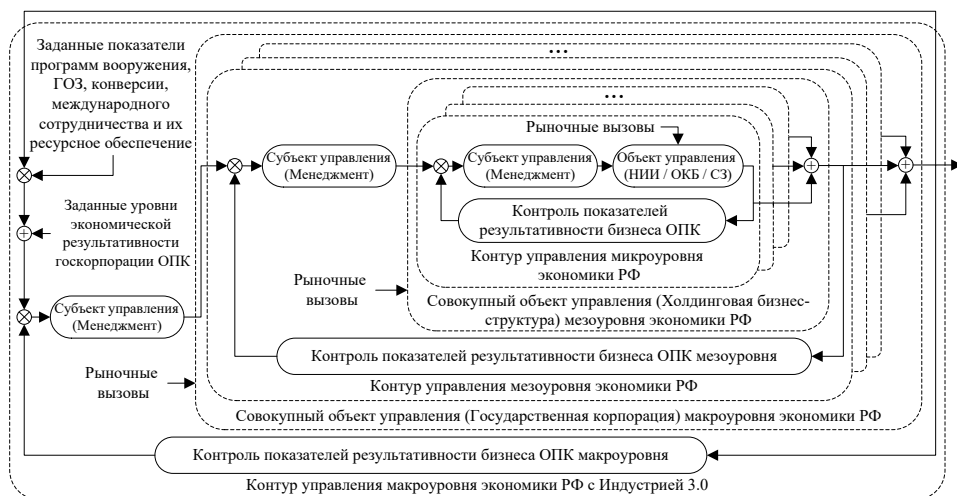 Заданные показатели
программ вооружения,
ГОЗ, конверсии,
международного
сотрудничества и их
ресурсное обеспечение
...
...
Рыночные вызовы
Субъект управления
(Менеджмент)
Субъект управления
(Менеджмент)
Объект управления
(НИИ / ОКБ / СЗ)
Заданные уровни
экономической
результативности
госкорпорации ОПК
Контроль показателей
результативности бизнеса ОПК
Контур управления микроуровня
экономики РФ
Рыночные
вызовы
Совокупный объект управления (Холдинговая бизнес-
структура) мезоуровня экономики РФ
Субъект управления
(Менеджмент)
Контроль показателей результативности бизнеса ОПК мезоуровня
Рыночные
вызовы
Контур управления мезоуровня экономики РФ
Совокупный объект управления (Государственная корпорация) макроуровня экономики РФ
Контроль показателей результативности бизнеса ОПК макроуровня
Контур управления макроуровня экономики РФ с Индустрией 3.0